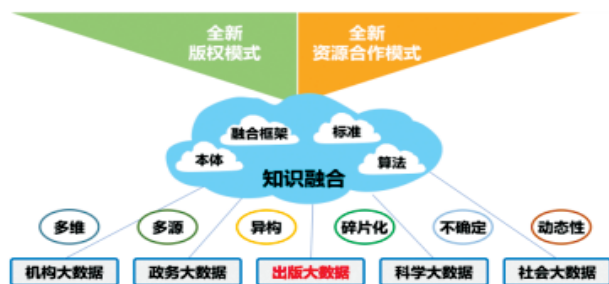 全新
版权模式
全新
资源合作模式
融合框架
标准
本体
算法
知识融合
多维
多源
异构
碎片化
不确定
动态性
机构大数据
政务大数据
出版大数据
科学大数据
社会大数据